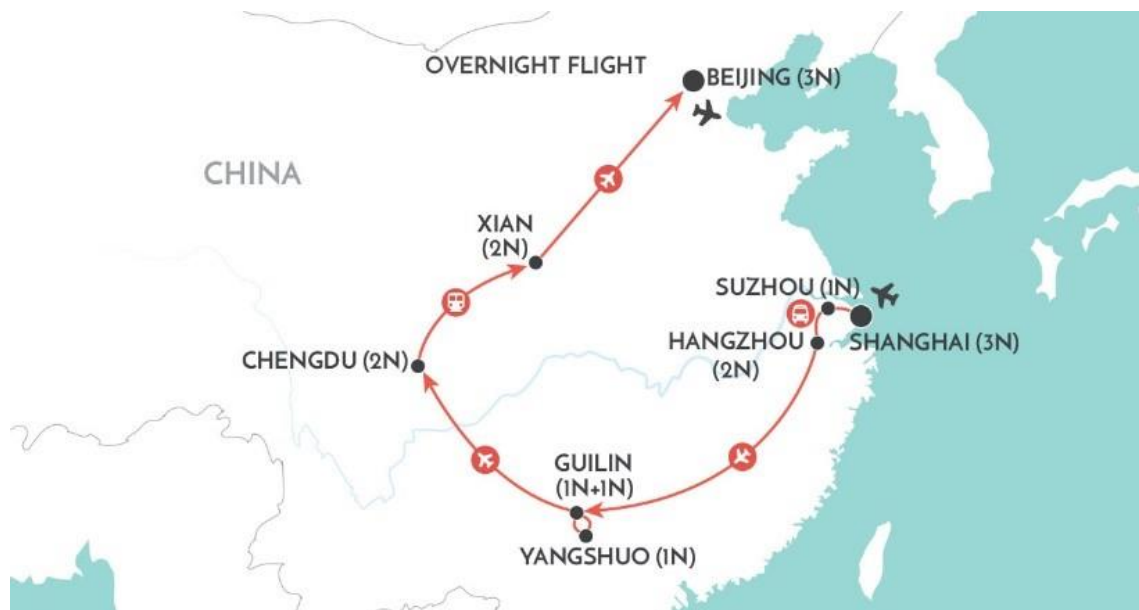 OVERNIGHT FLIGHT
BEIJING (3N)
CHINA
XIAN
(2N)
SUZHOU (1N)
HANGZHOU
(2N)
SHANGHAI (3N)
CHENGDU (2N)
GUILIN
(1N+1N)
YANGSHUO (1N)